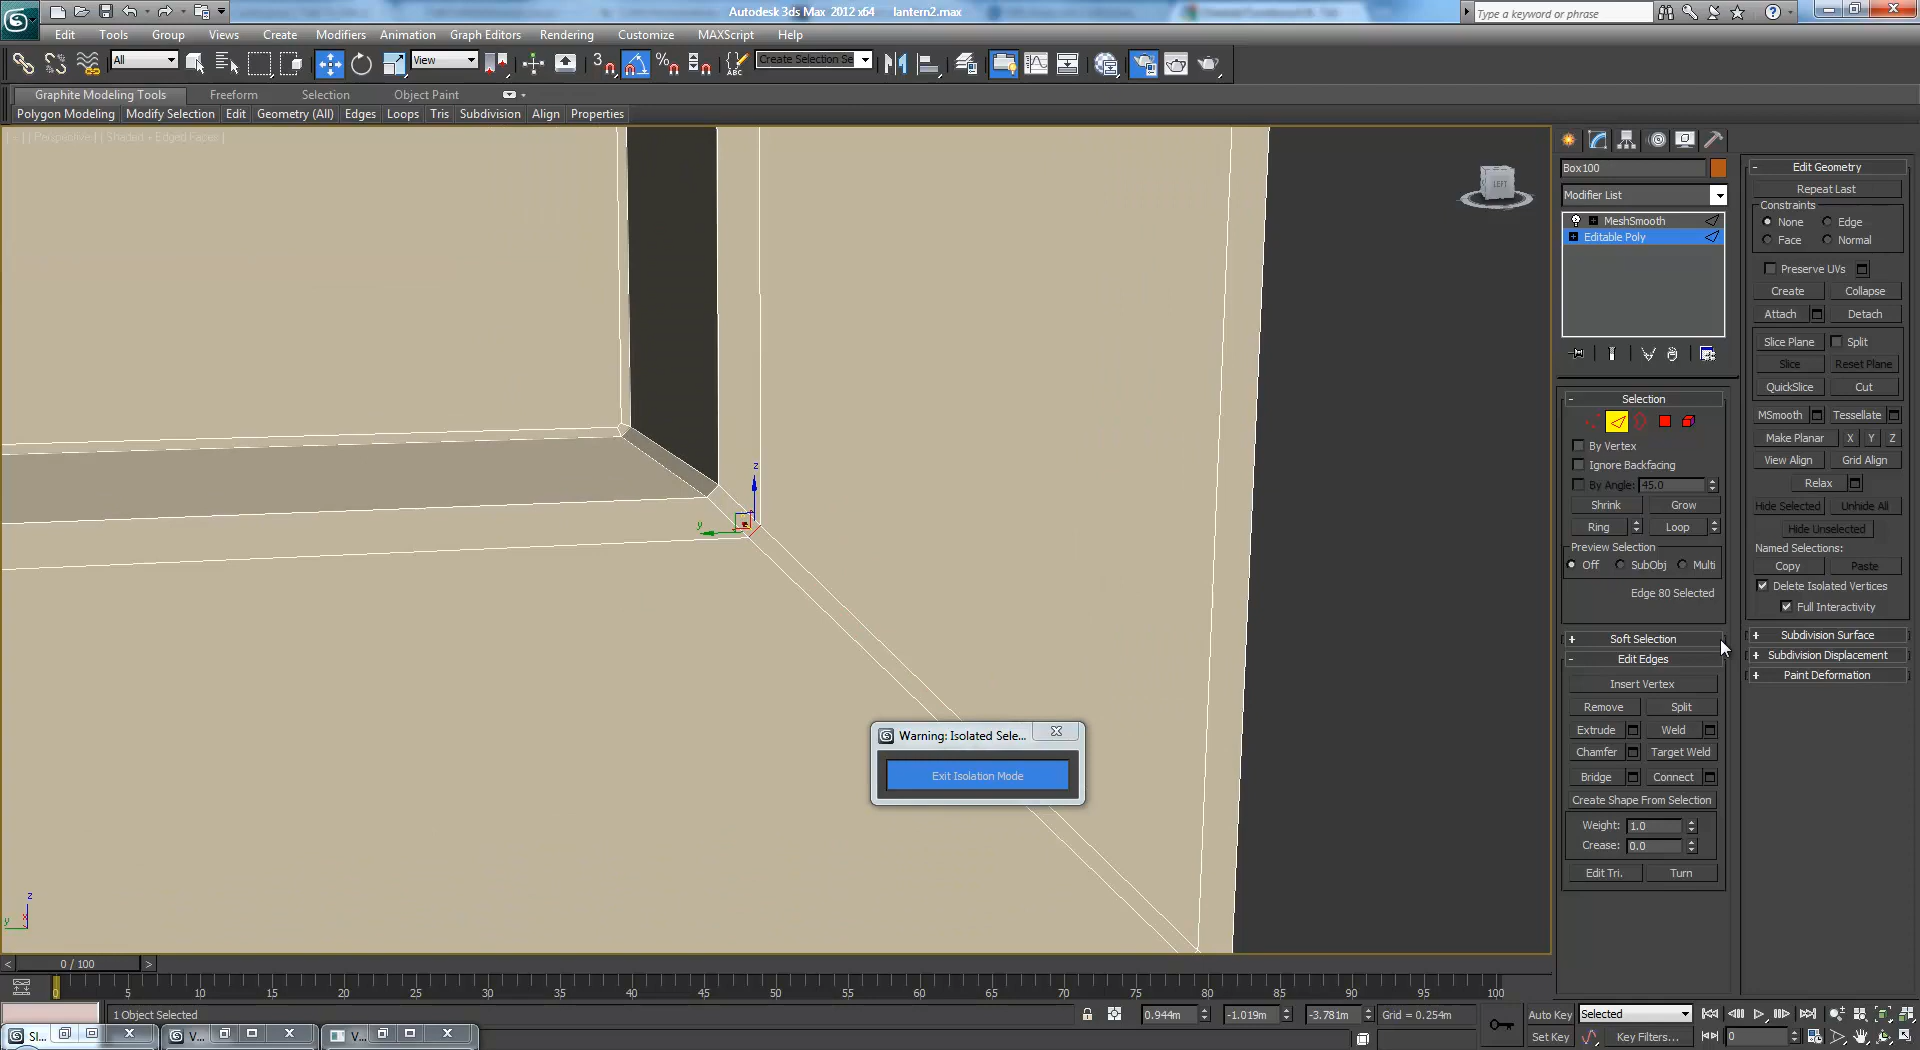 Autodesk 3ds Max 2012 x64 lantern2.max
Type a keyword or phrase
Edit Tools Group Views Create Modifiers Animation Graph Editors Rendering Customize MAXScript Help
All View Create Selection Se
Graphite Modeling Tools Freeform Selection Object Paint
Polygon Modeling Modify Selection Edit Geometry (All) Edges Loops Tris Subdivision Align Properties
[ + ] [ Perspective ] [ Shaded + Edged Faces ]
LEFT
z
y
Warning: Isolated Sele...
Exit Isolation Mode
z
x
y
Box100
Modifier List
MeshSmooth
Editable Poly
Selection
By Vertex
Ignore Backfacing
By Angle: 45.0
Shrink Grow
Ring Loop
Preview Selection
Off SubObj Multi
Edge 80 Selected
Soft Selection
Edit Edges
Insert Vertex
Remove Split
Extrude Weld
Chamfer Target Weld
Bridge Connect
Create Shape From Selection
Weight: 1.0
Crease: 0.0
Edit Tri. Turn
Edit Geometry
Repeat Last
Constraints
None Edge
Face Normal
Preserve UVs
Create Collapse
Attach Detach
Slice Plane Split
Slice Reset Plane
QuickSlice Cut
MSmooth Tessellate
Make Planar X Y Z
View Align Grid Align
Relax
Hide Selected Unhide All
Hide Unselected
Named Selections:
Copy Paste
Delete Isolated Vertices
Full Interactivity
Subdivision Surface
Subdivision Displacement
Paint Deformation
< 0 / 100 >
0 5 10 15 20 25 30 35 40 45 50 55 60 65 70 75 80 85 90 95 100
1 Object Selected
0.944m -1.019m -3.781m Grid = 0.254m
Auto Key Selected
Set Key Key Filters... 0
Sl... V... V...